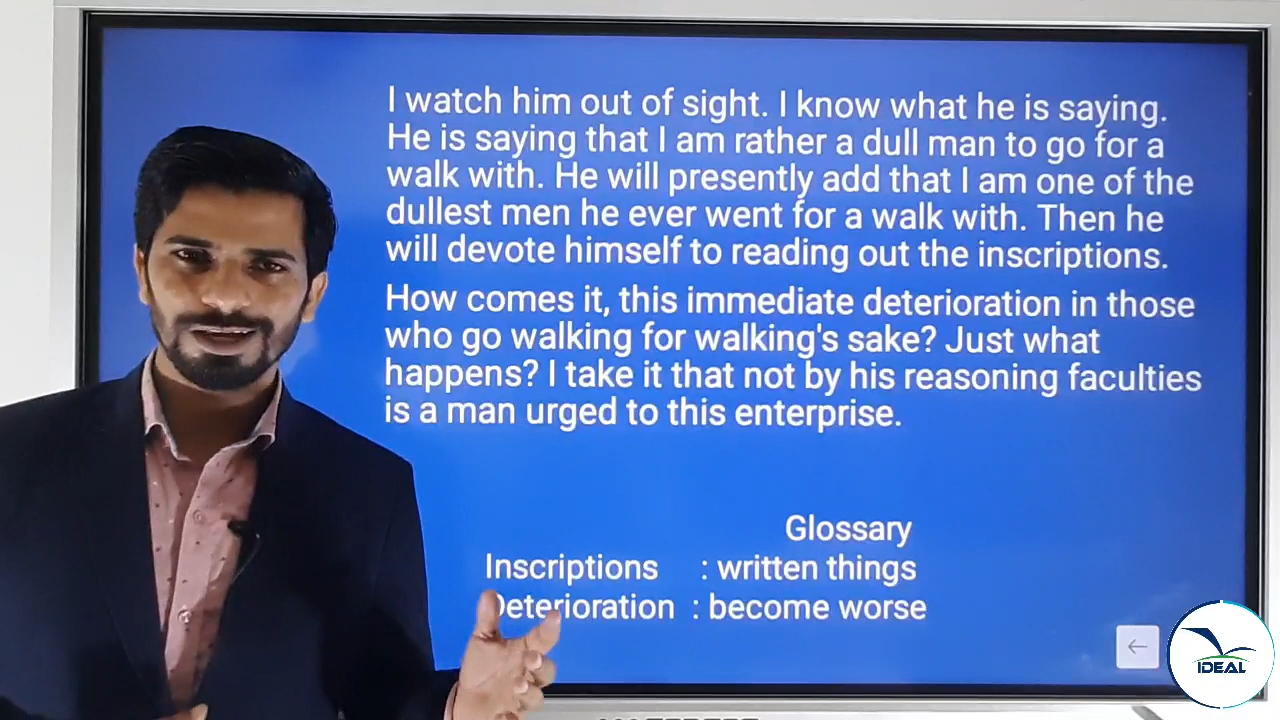 I watch him out of sight. I know what he is saying.
He is saying that I am rather a dull man to go for a
walk with. He will presently add that I am one of the
dullest men he ever went for a walk with. Then he
will devote himself to reading out the inscriptions.
How comes it, this immediate deterioration in those
who go walking for walking's sake? Just what
happens? I take it that not by his reasoning faculties
is a man urged to this enterprise.
Glossary
Inscriptions : written things
Deterioration : become worse
IDEAL